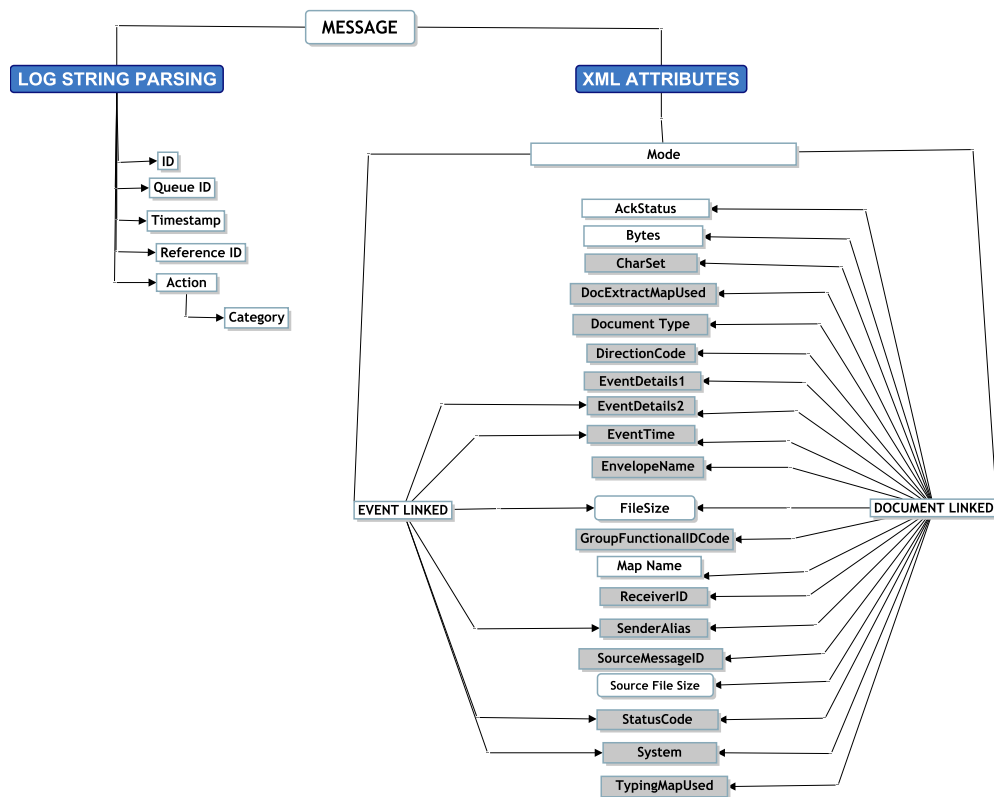 MESSAGE
LOG STRING PARSING
XML ATTRIBUTES
Mode
ID
Queue ID
Timestamp
Reference ID
Action
Category
AckStatus
Bytes
CharSet
DocExtractMapUsed
Document Type
DirectionCode
EventDetails1
EventDetails2
EventTime
EnvelopeName
EVENT LINKED
FileSize
DOCUMENT LINKED
GroupFunctionalIDCode
Map Name
ReceiverID
SenderAlias
SourceMessageID
Source File Size
StatusCode
System
TypingMapUsed